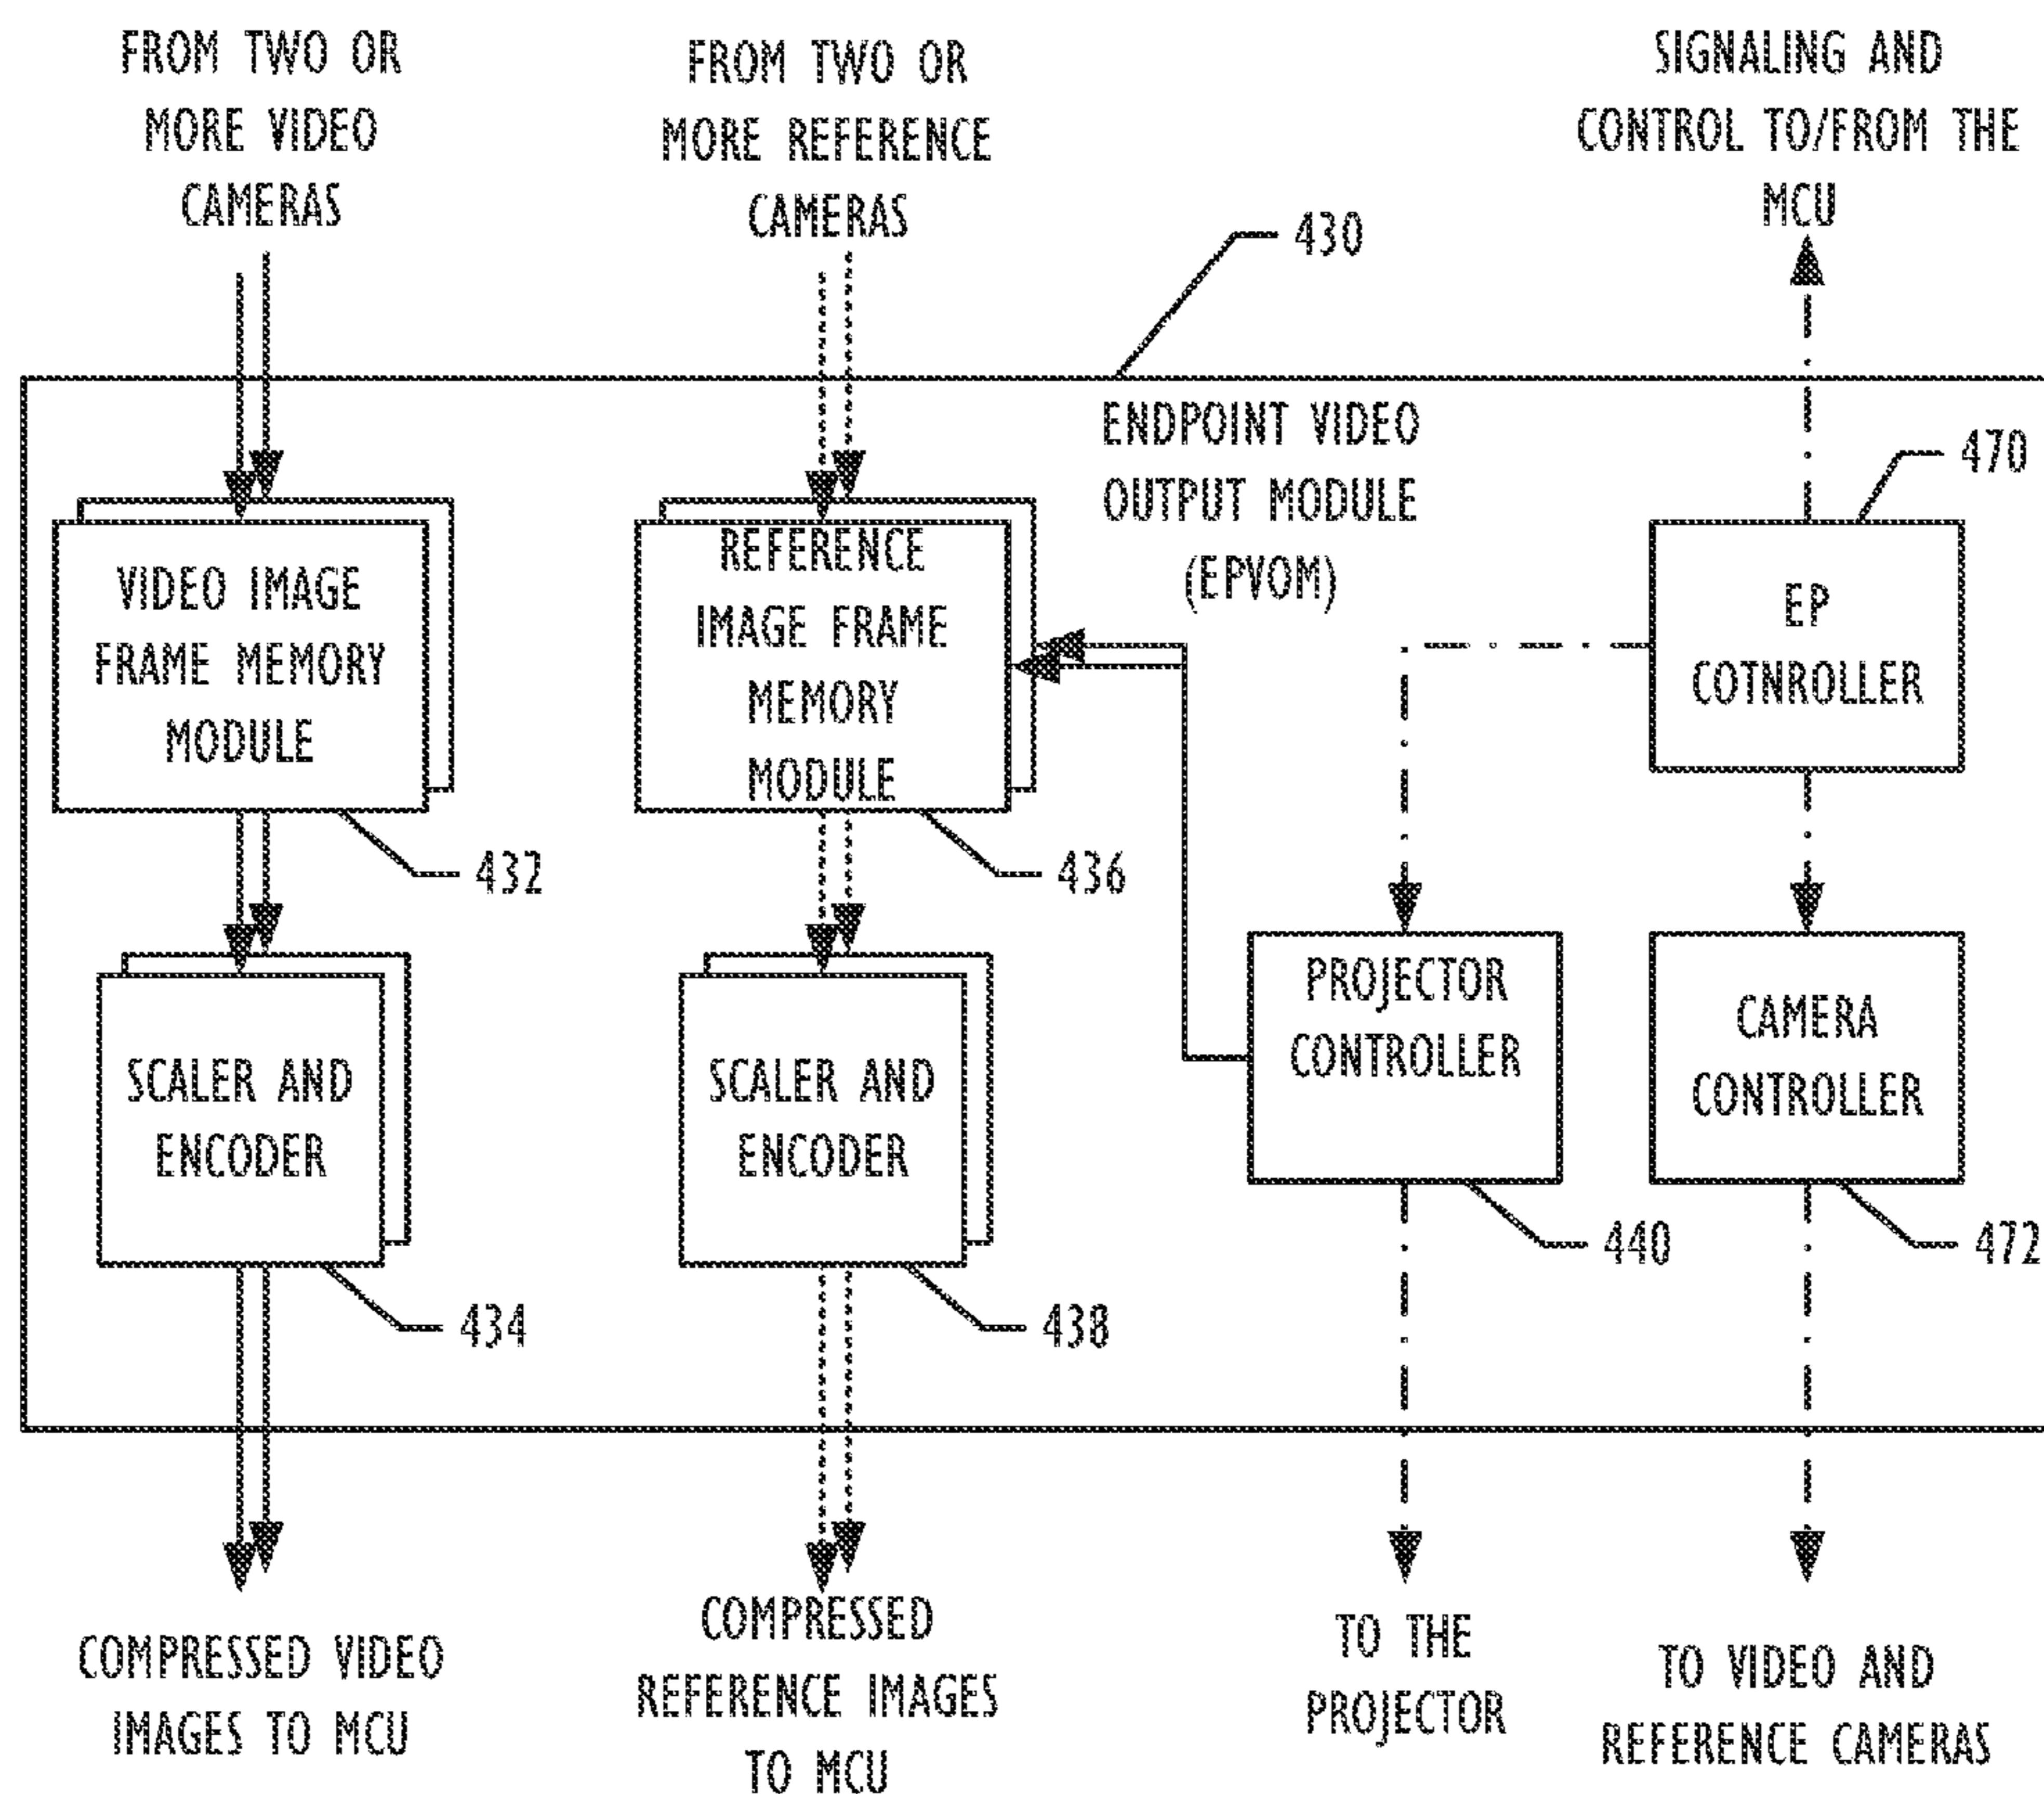 FROM TWO OR
MORE VIDEO
CAMERAS
FROM TWO OR
MORE REFERENCE
CAMERAS
SIGNALING AND
CONTROL TO/FROM THE
MCU
430
ENDPOINT VIDEO
OUTPUT MODULE
(EPVOM)
470
VIDEO IMAGE
FRAME MEMORY
MODULE
REFERENCE
IMAGE FRAME
MEMORY
MODULE
EP
COTNROLLER
432
436
SCALER AND
ENCODER
SCALER AND
ENCODER
PROJECTOR
CONTROLLER
CAMERA
CONTROLLER
434
438
440
472
COMPRESSED VIDEO
IMAGES TO MCU
COMPRESSED
REFERENCE IMAGES
TO MCU
TO THE
PROJECTOR
TO VIDEO AND
REFERENCE CAMERAS